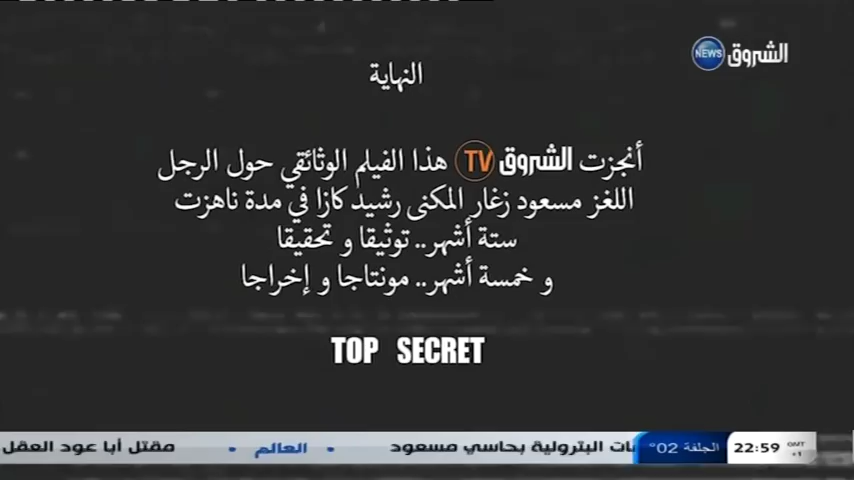 الشروق NEWS
النهاية
أنجزت الشروق TV هذا الفيلم الوثائقي حول الرجل
اللغز مسعود زغار المكنى رشيد كازا في مدة ناهزت
ستة أشهر.. توثيقا و تحقيقا
و خمسة أشهر.. مونتاجا و إخراجا
TOP SECRET
22:59 GMT +1 الجلفة 02° البترولية بحاسي مسعود • العالم • مقتل أبا عود العقل